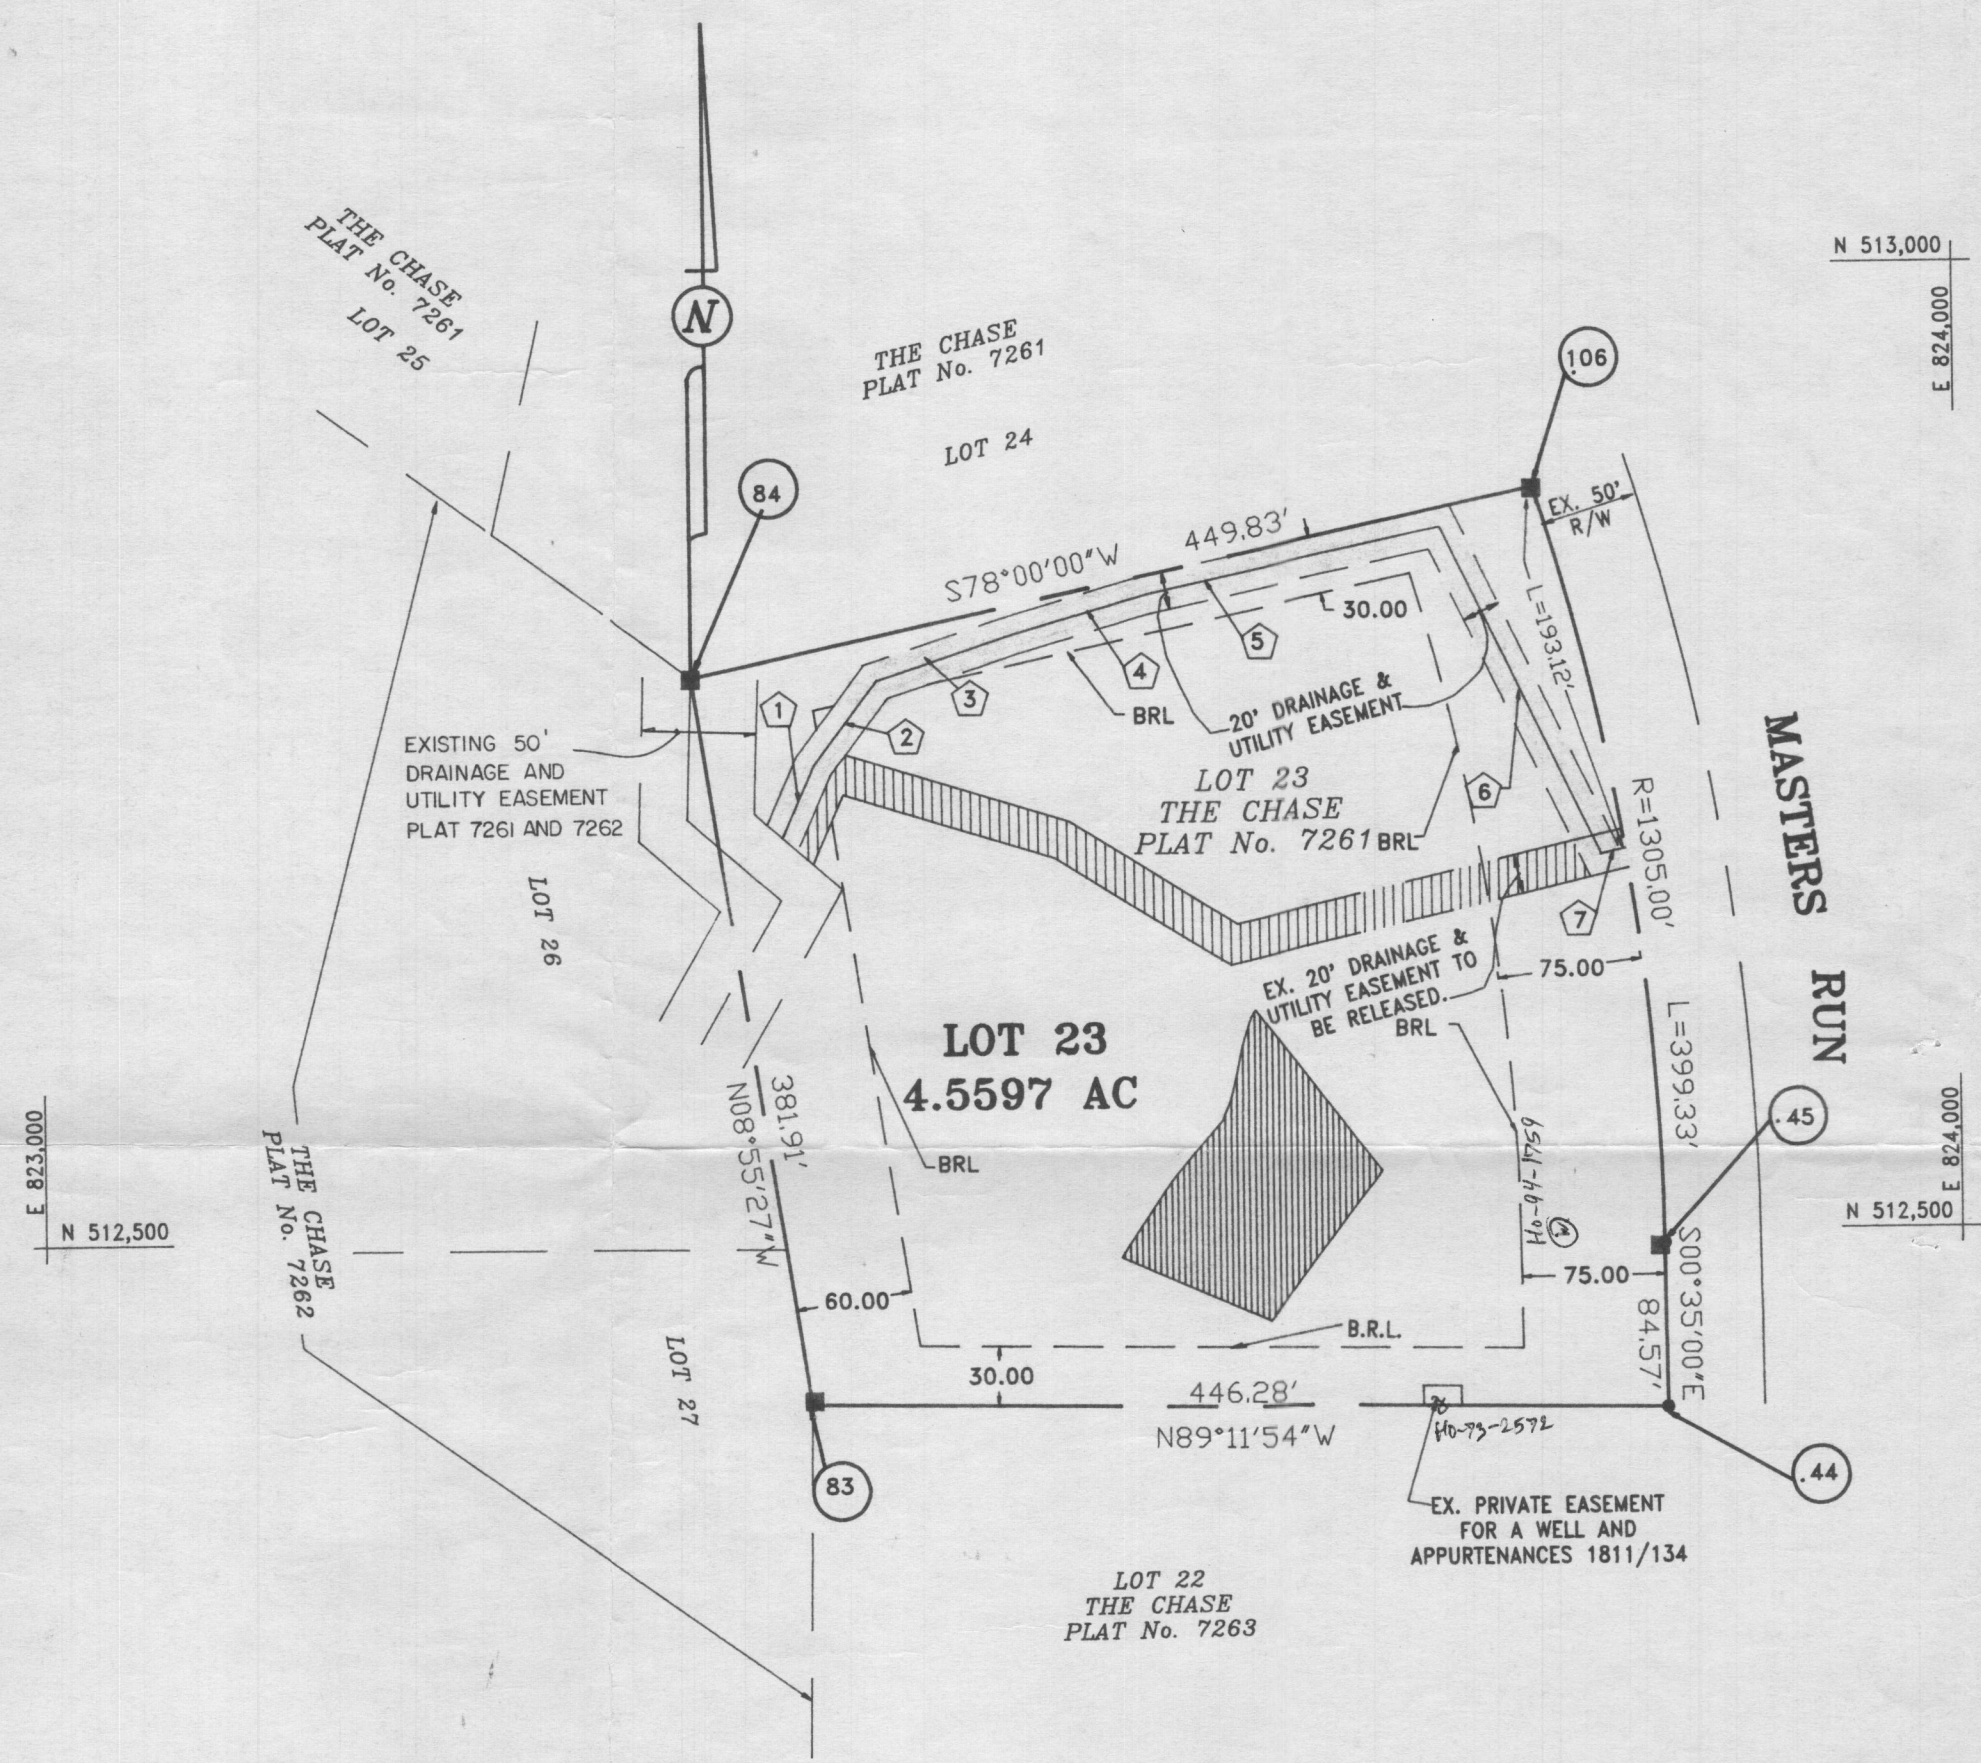 THE CHASE
PLAT No. 7261
LOT 25
N
THE CHASE
PLAT No. 7261
LOT 24
N 513,000
E 824,000
106
84
EX. 50'
R/W
449.83'
S78°00'00"W
L=193.12'
30.00
5
4
3
BRL
1
2
20' DRAINAGE &
UTILITY EASEMENT
EXISTING 50'
DRAINAGE AND
UTILITY EASEMENT
PLAT 7261 AND 7262
LOT 23
THE CHASE
PLAT No. 7261
BRL
6
R=1305.00'
MASTERS RUN
LOT 26
7
75.00
EX. 20' DRAINAGE &
UTILITY EASEMENT TO
BE RELEASED.
BRL
LOT 23
4.5597 AC
L=399.33'
381.91'
N08°55'27"W
BRL
.45
E 823,000
N 512,500
THE CHASE
PLAT No. 7262
Ho-94-1759
W
E 824,000
N 512,500
75.00
S00°35'00"E
84.57'
60.00
B.R.L.
LOT 27
30.00
446.28'
N89°11'54"W
Ho-73-2572
83
.44
EX. PRIVATE EASEMENT
FOR A WELL AND
APPURTENANCES 1811/134
LOT 22
THE CHASE
PLAT No. 7263